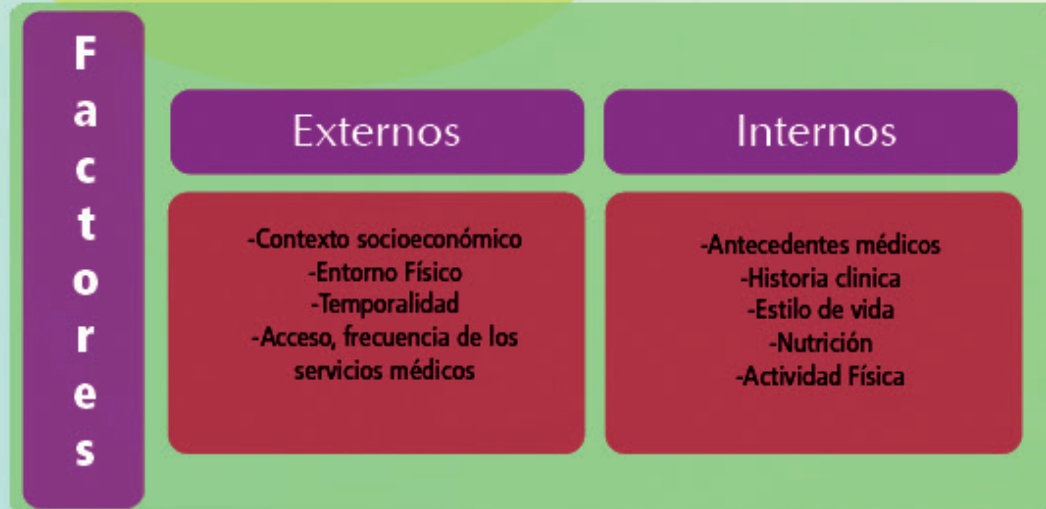 Factores
Externos
-Contexto socioeconómico
-Entorno Físico
-Temporalidad
-Acceso, frecuencia de los
servicios médicos
Internos
-Antecedentes médicos
-Historia clinica
-Estilo de vida
-Nutrición
-Actividad Física